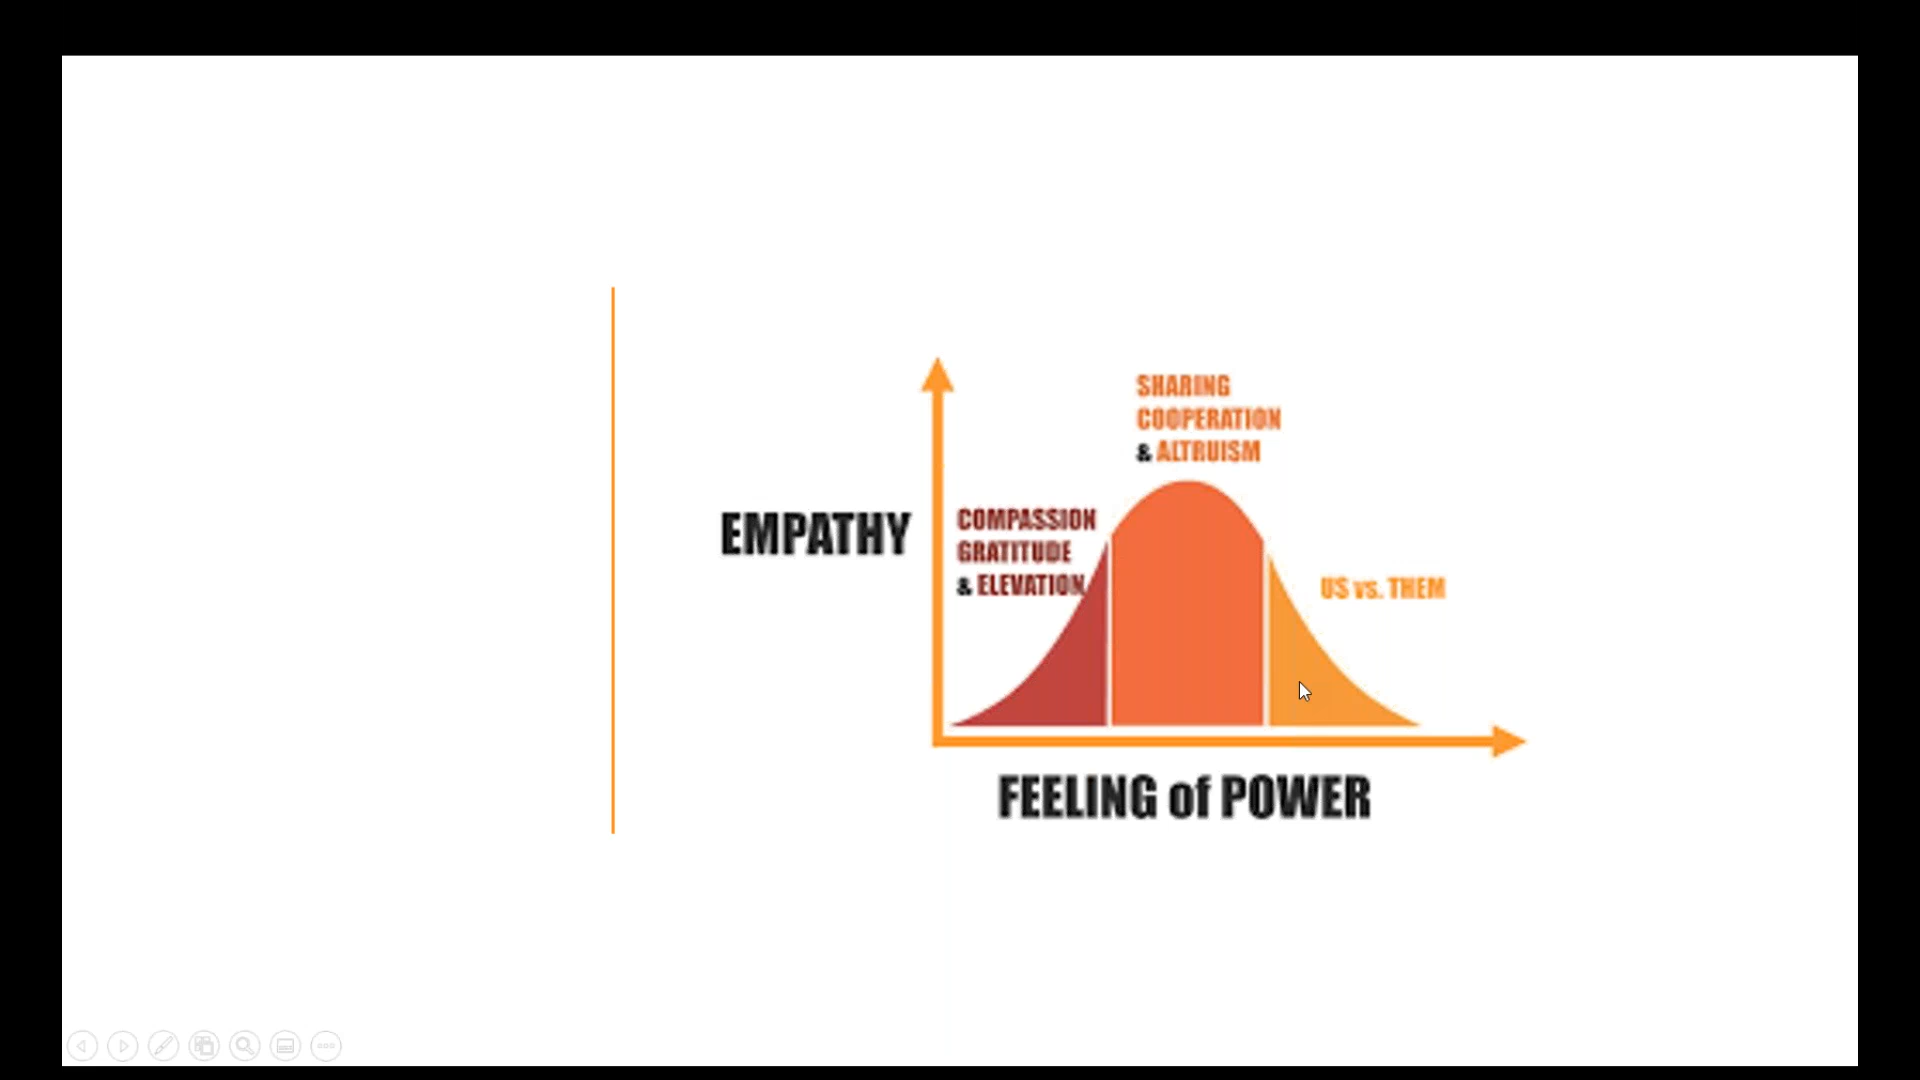 SHARING
COOPERATION
& ALTRUISM
COMPASSION
GRATITUDE
& ELEVATION
EMPATHY
US vs. THEM
FEELING of POWER